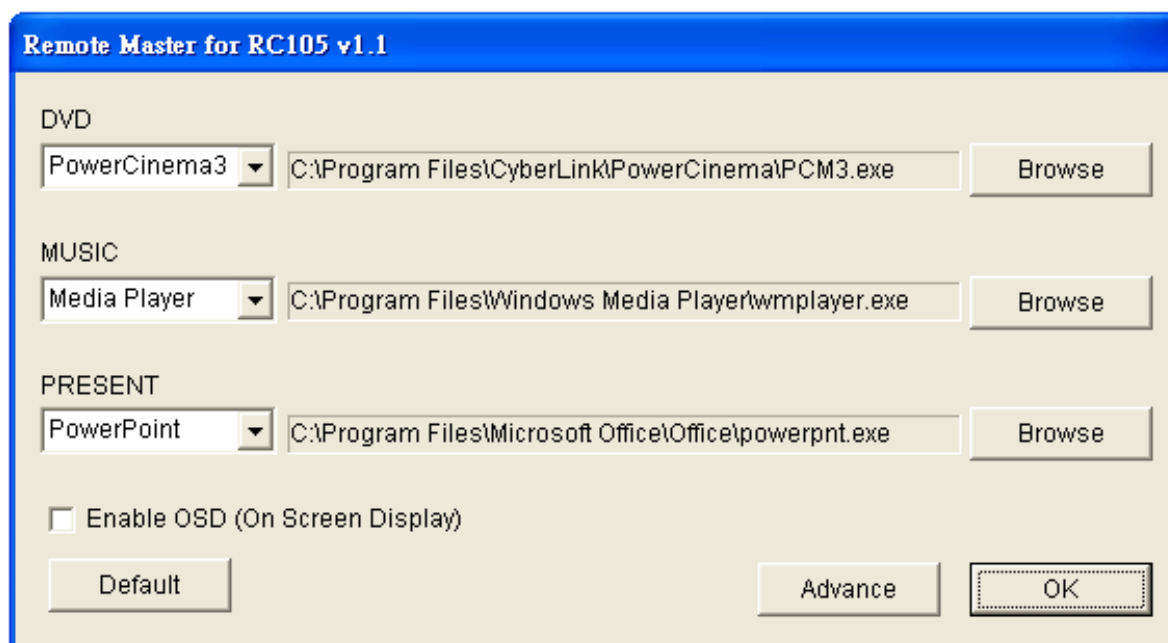 Remote Master for RC105 v1.1
DVD
PowerCinema3 C:\Program Files\CyberLink\PowerCinema\PCM3.exe Browse
MUSIC
Media Player C:\Program Files\Windows Media Player\wmplayer.exe Browse
PRESENT
PowerPoint C:\Program Files\Microsoft Office\Office\powerpnt.exe Browse
Enable OSD (On Screen Display)
Default Advance OK